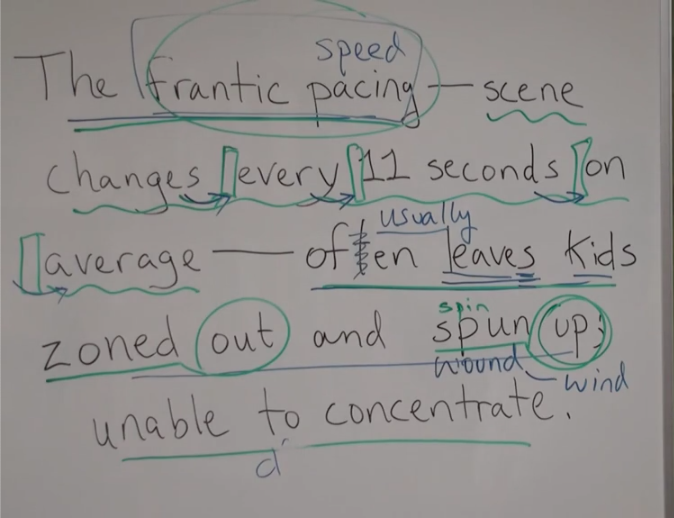 speed
The frantic pacing — scene
changes every 11 seconds on
usually
average — often leaves kids
spin
zoned out and spun up;
wound wind
unable to concentrate.
d